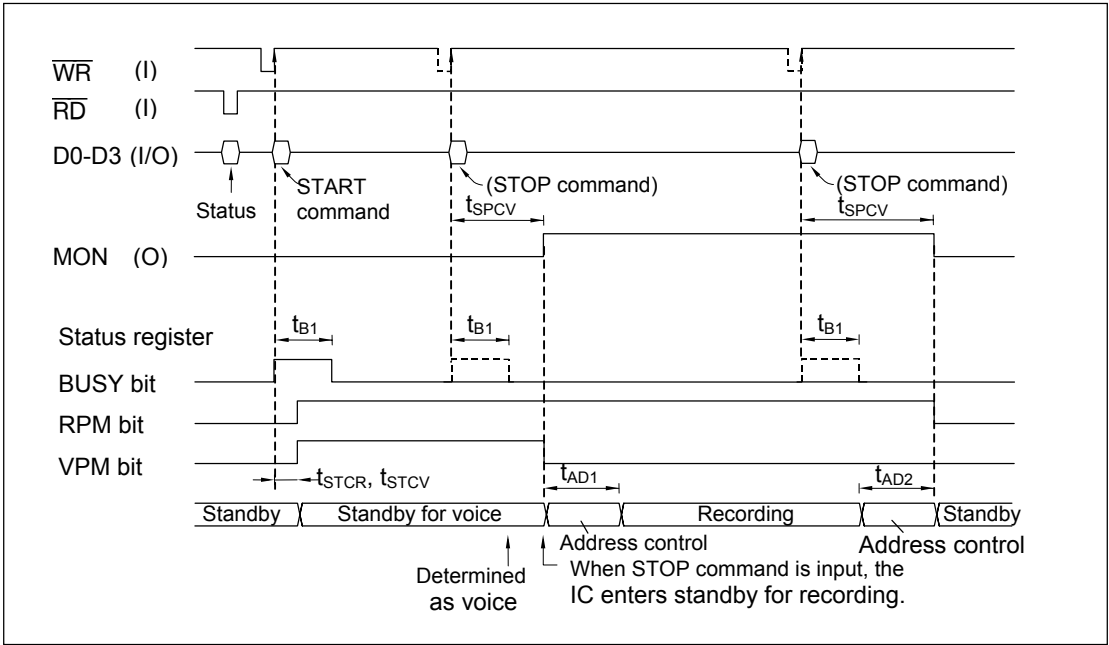 WR (I)
RD (I)
D0-D3 (I/O)
Status
START
command
(STOP command)
(STOP command)
tSPCV
tSPCV
MON (O)
Status register
tB1
tB1
tB1
BUSY bit
RPM bit
VPM bit
tSTCR, tSTCV
tAD1
tAD2
Standby
Standby for voice
Recording
Standby
Address control
Address control
Determined
as voice
When STOP command is input, the
IC enters standby for recording.